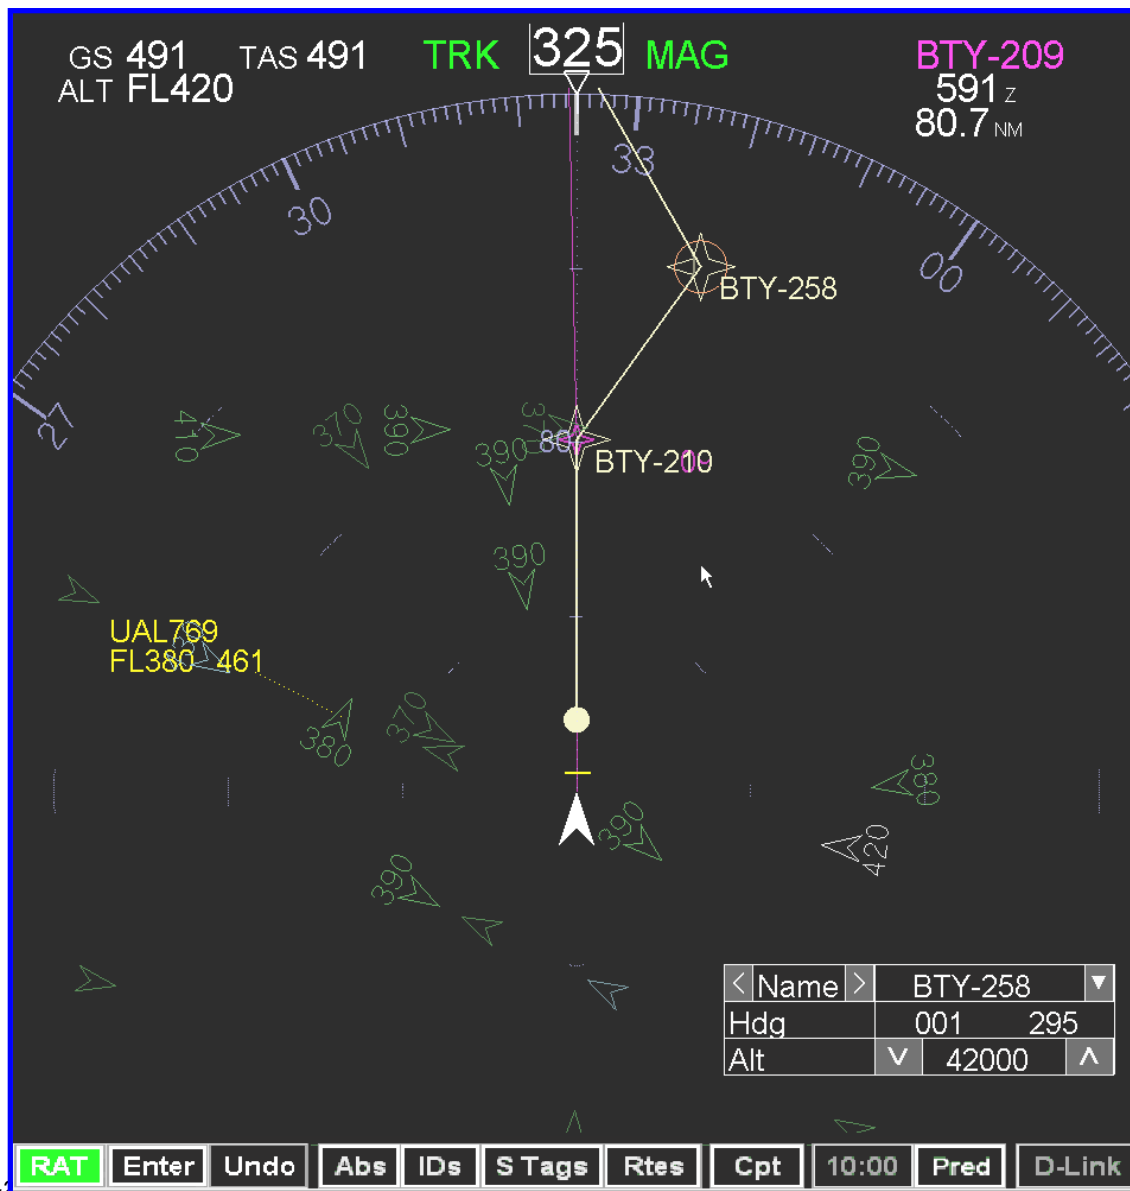 GS 491 TAS 491 TRK 325 MAG BTY-209
ALT FL420 591 Z
80.7 NM
33
30
00
27
BTY-258
410
370
390
390
80
BTY-210
390
390
UAL769
FL380 461
380
370
380
390
420
390
< Name > BTY-258 ▼
Hdg 001 295
Alt V 42000 Λ
RAT Enter Undo Abs IDs S Tags Rtes Cpt 10:00 Pred D-Link